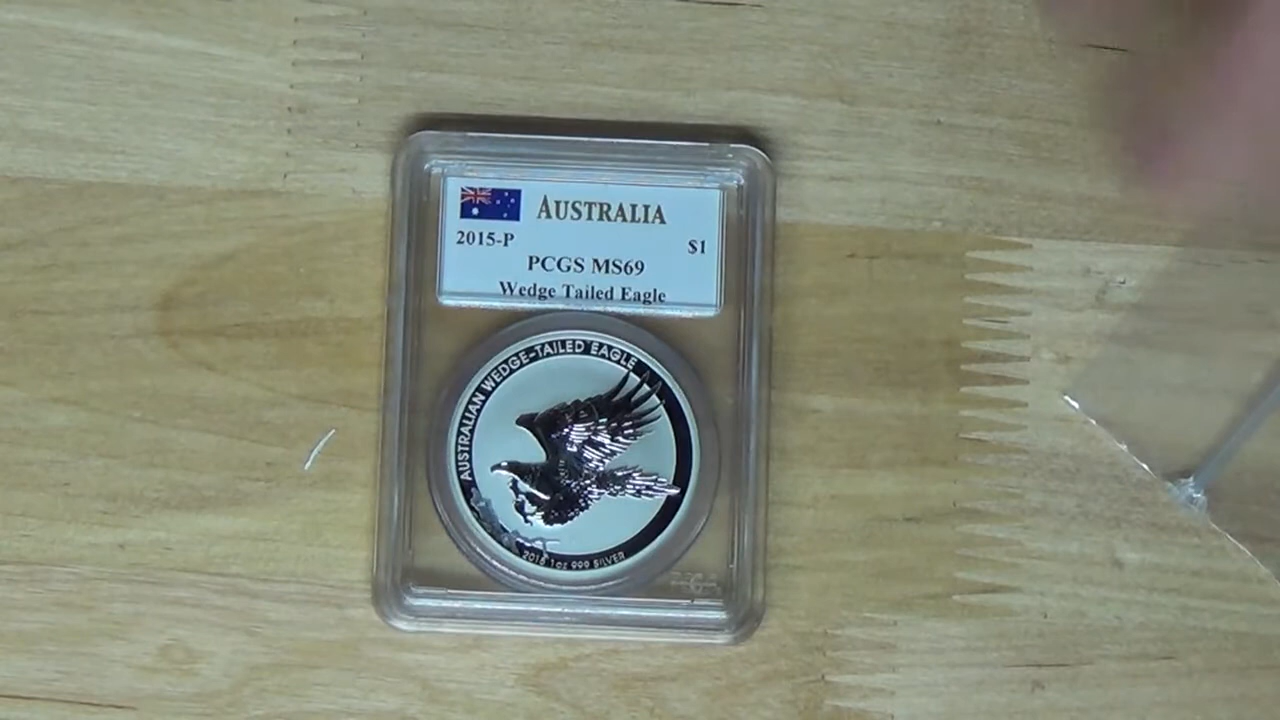 AUSTRALIA
2015-P $1
PCGS MS69
Wedge Tailed Eagle
AUSTRALIAN WEDGE-TAILED EAGLE
2015 1oz 999 SILVER